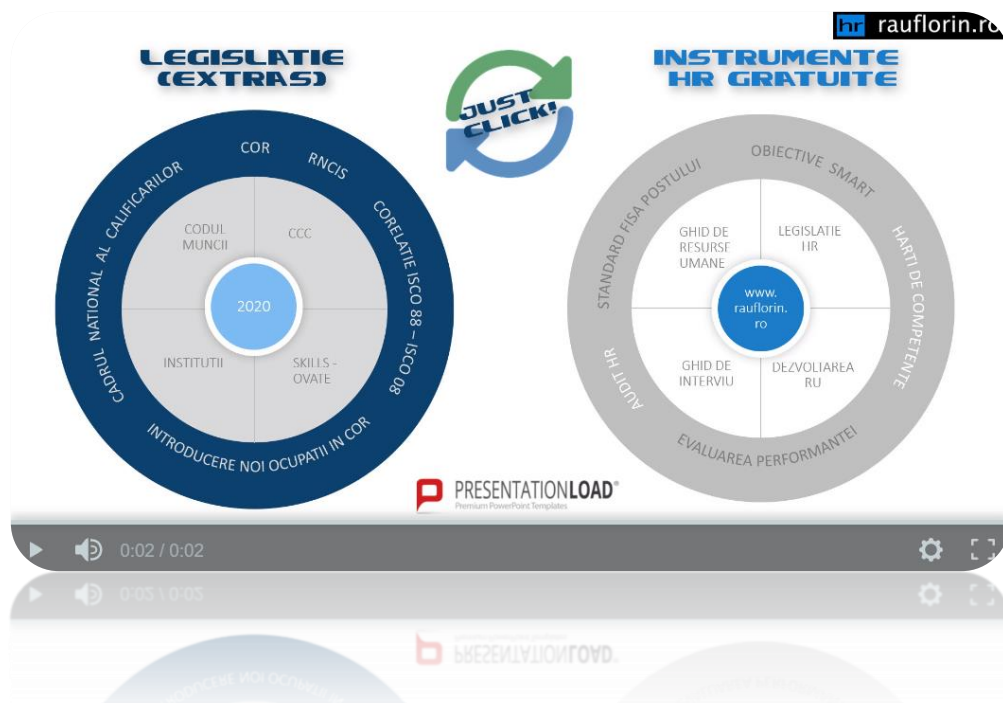 hr rauflorin.ro
LEGISLATIE
(EXTRAS)
JUST
CLICK!
INSTRUMENTE
HR GRATUITE
CADRUL NATIONAL AL CALIFICARILOR
COR
RNCIS
CORELATIE ISCO 88 – ISCO 08
INTRODUCERE NOI OCUPATII IN COR
CODUL
MUNCII
CCC
2020
INSTITUTII
SKILLS -
OVATE
STANDARD FISA POSTULUI
OBIECTIVE SMART
HARTI DE COMPETENTE
EVALUAREA PERFORMANTEI
AUDIT HR
GHID DE
RESURSE
UMANE
LEGISLATIE
HR
www.
rauflorin.
ro
GHID DE
INTERVIU
DEZVOLTAREA
RU
PRESENTATIONLOAD®
Premium PowerPoint Templates
0:02 / 0:02